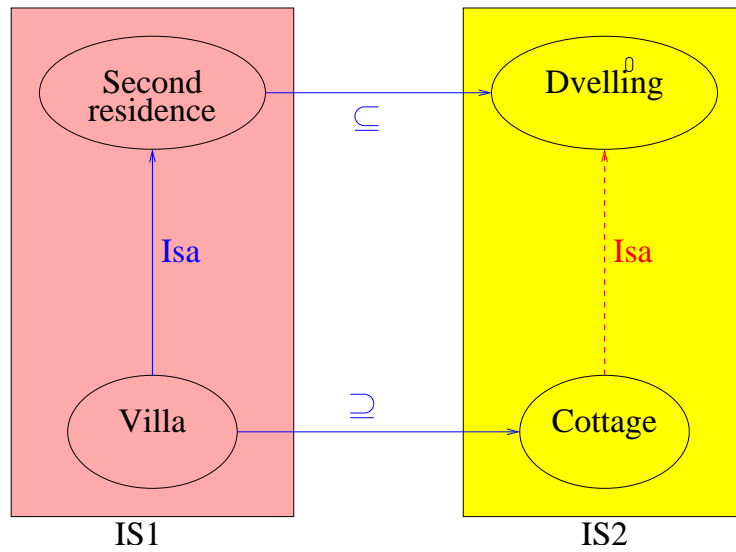 Second
residence
Dvelling
⊆
Isa
Isa
⊇
Villa
Cottage
IS1
IS2